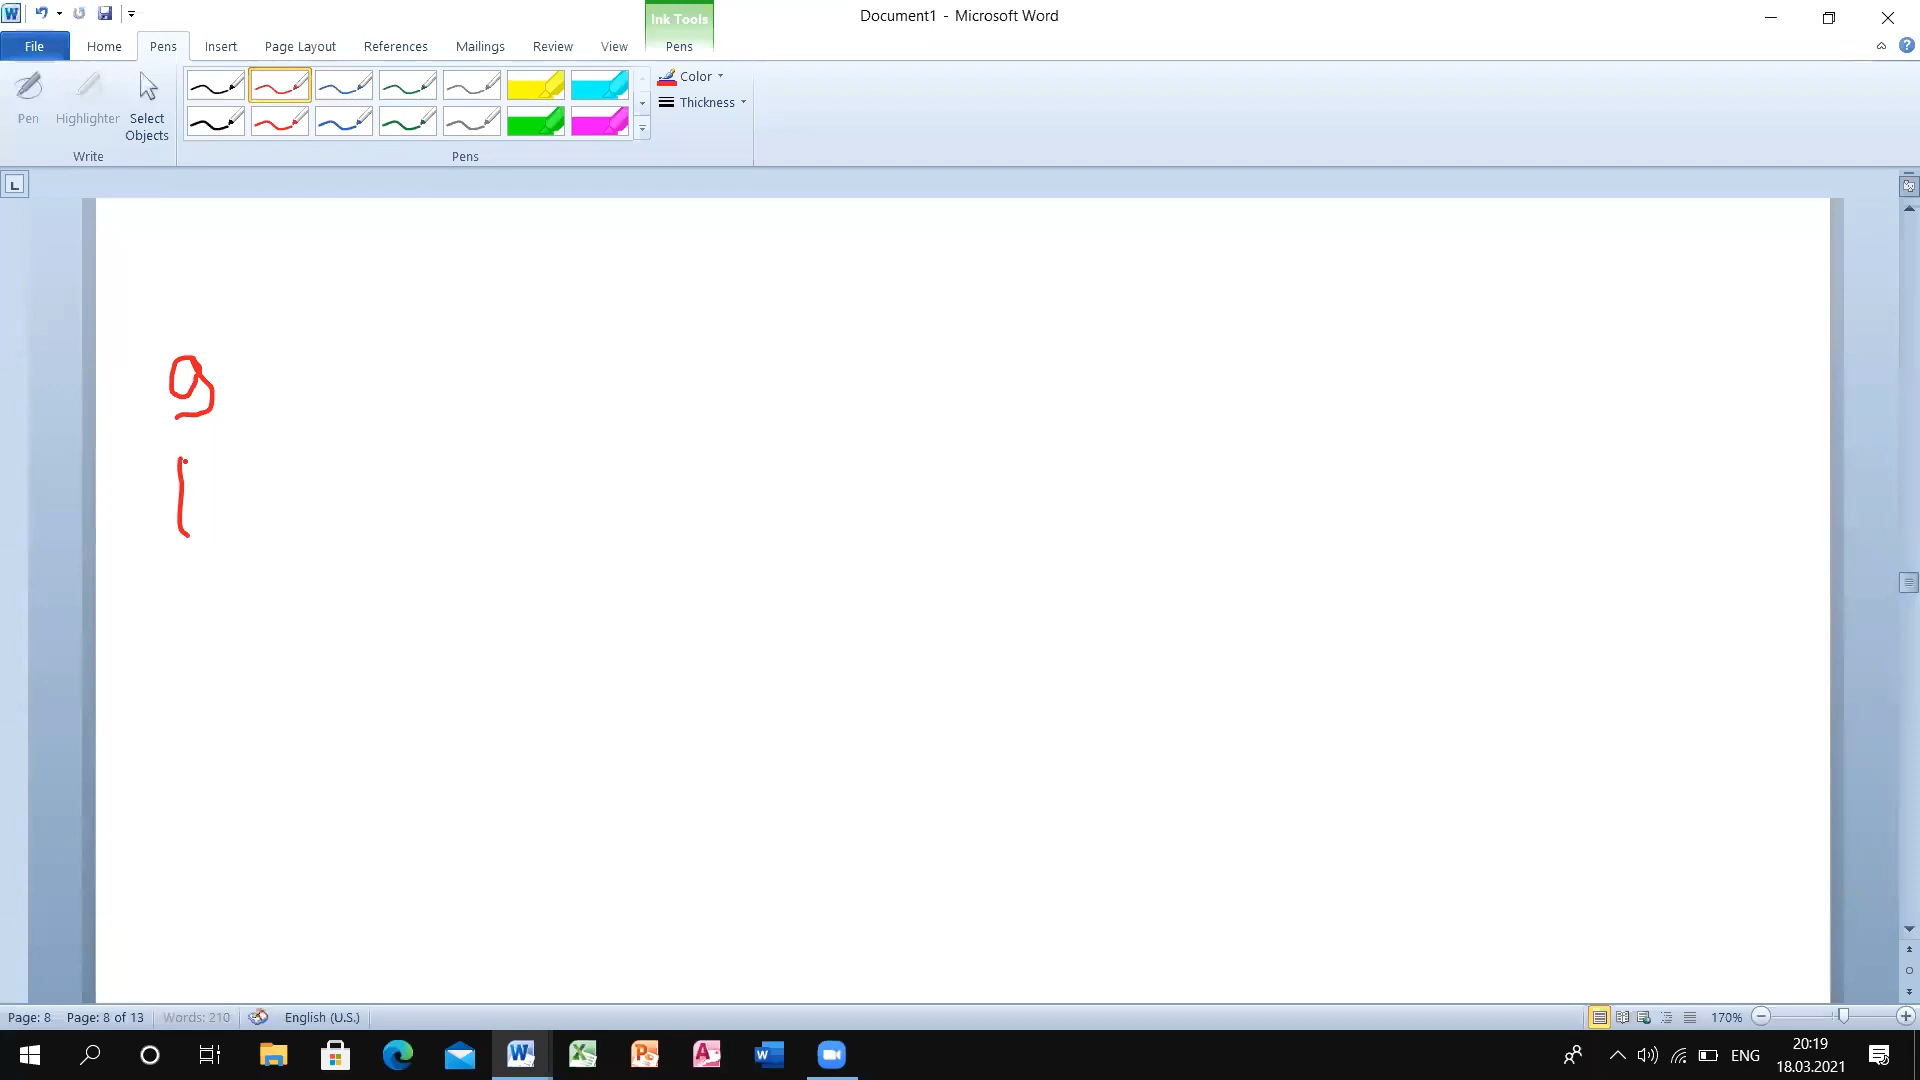 Document1 - Microsoft Word
Ink Tools
File Home Pens Insert Page Layout References Mailings Review View Pens
Pen Highlighter Select Objects
Color
Thickness
Write Pens
9
Page: 8 Page: 8 of 13 Words: 210 English (U.S.) 170%
ENG 20:19
18.03.2021